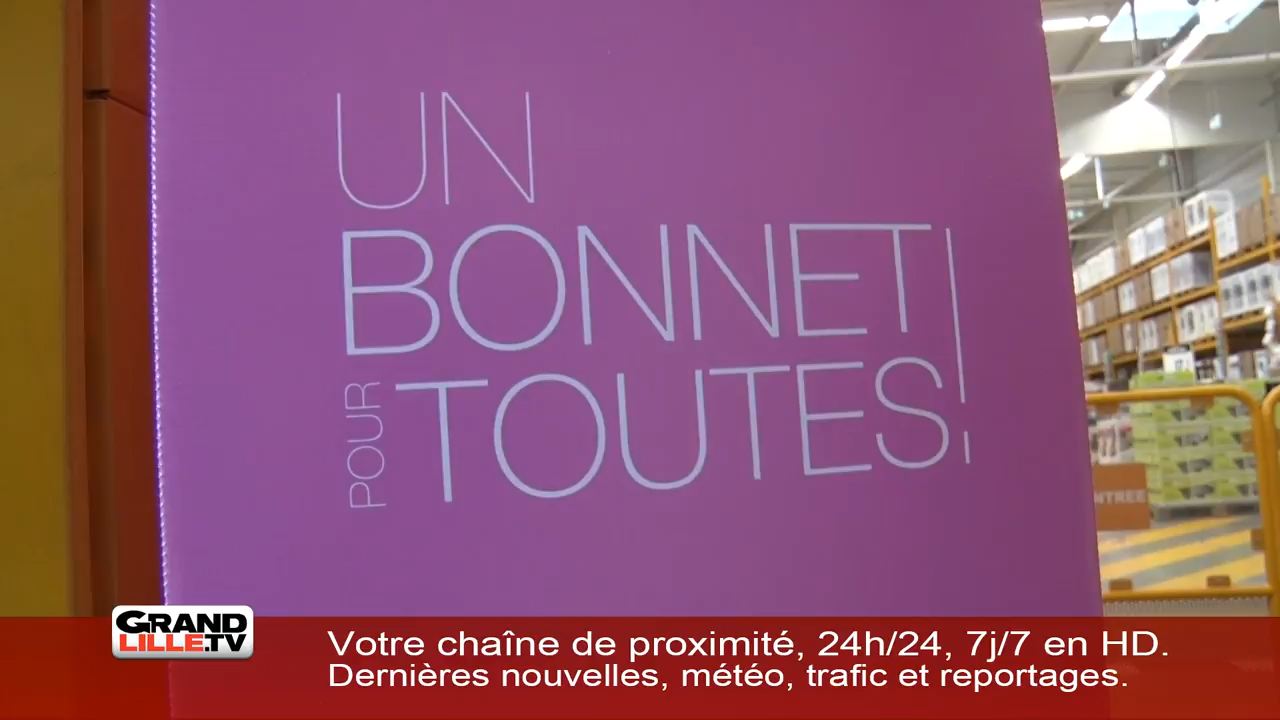 UN
BONNET
POUR TOUTES!
NTREE
GRAND
LILLE.TV
Votre chaîne de proximité, 24h/24, 7j/7 en HD.
Dernières nouvelles, météo, trafic et reportages.